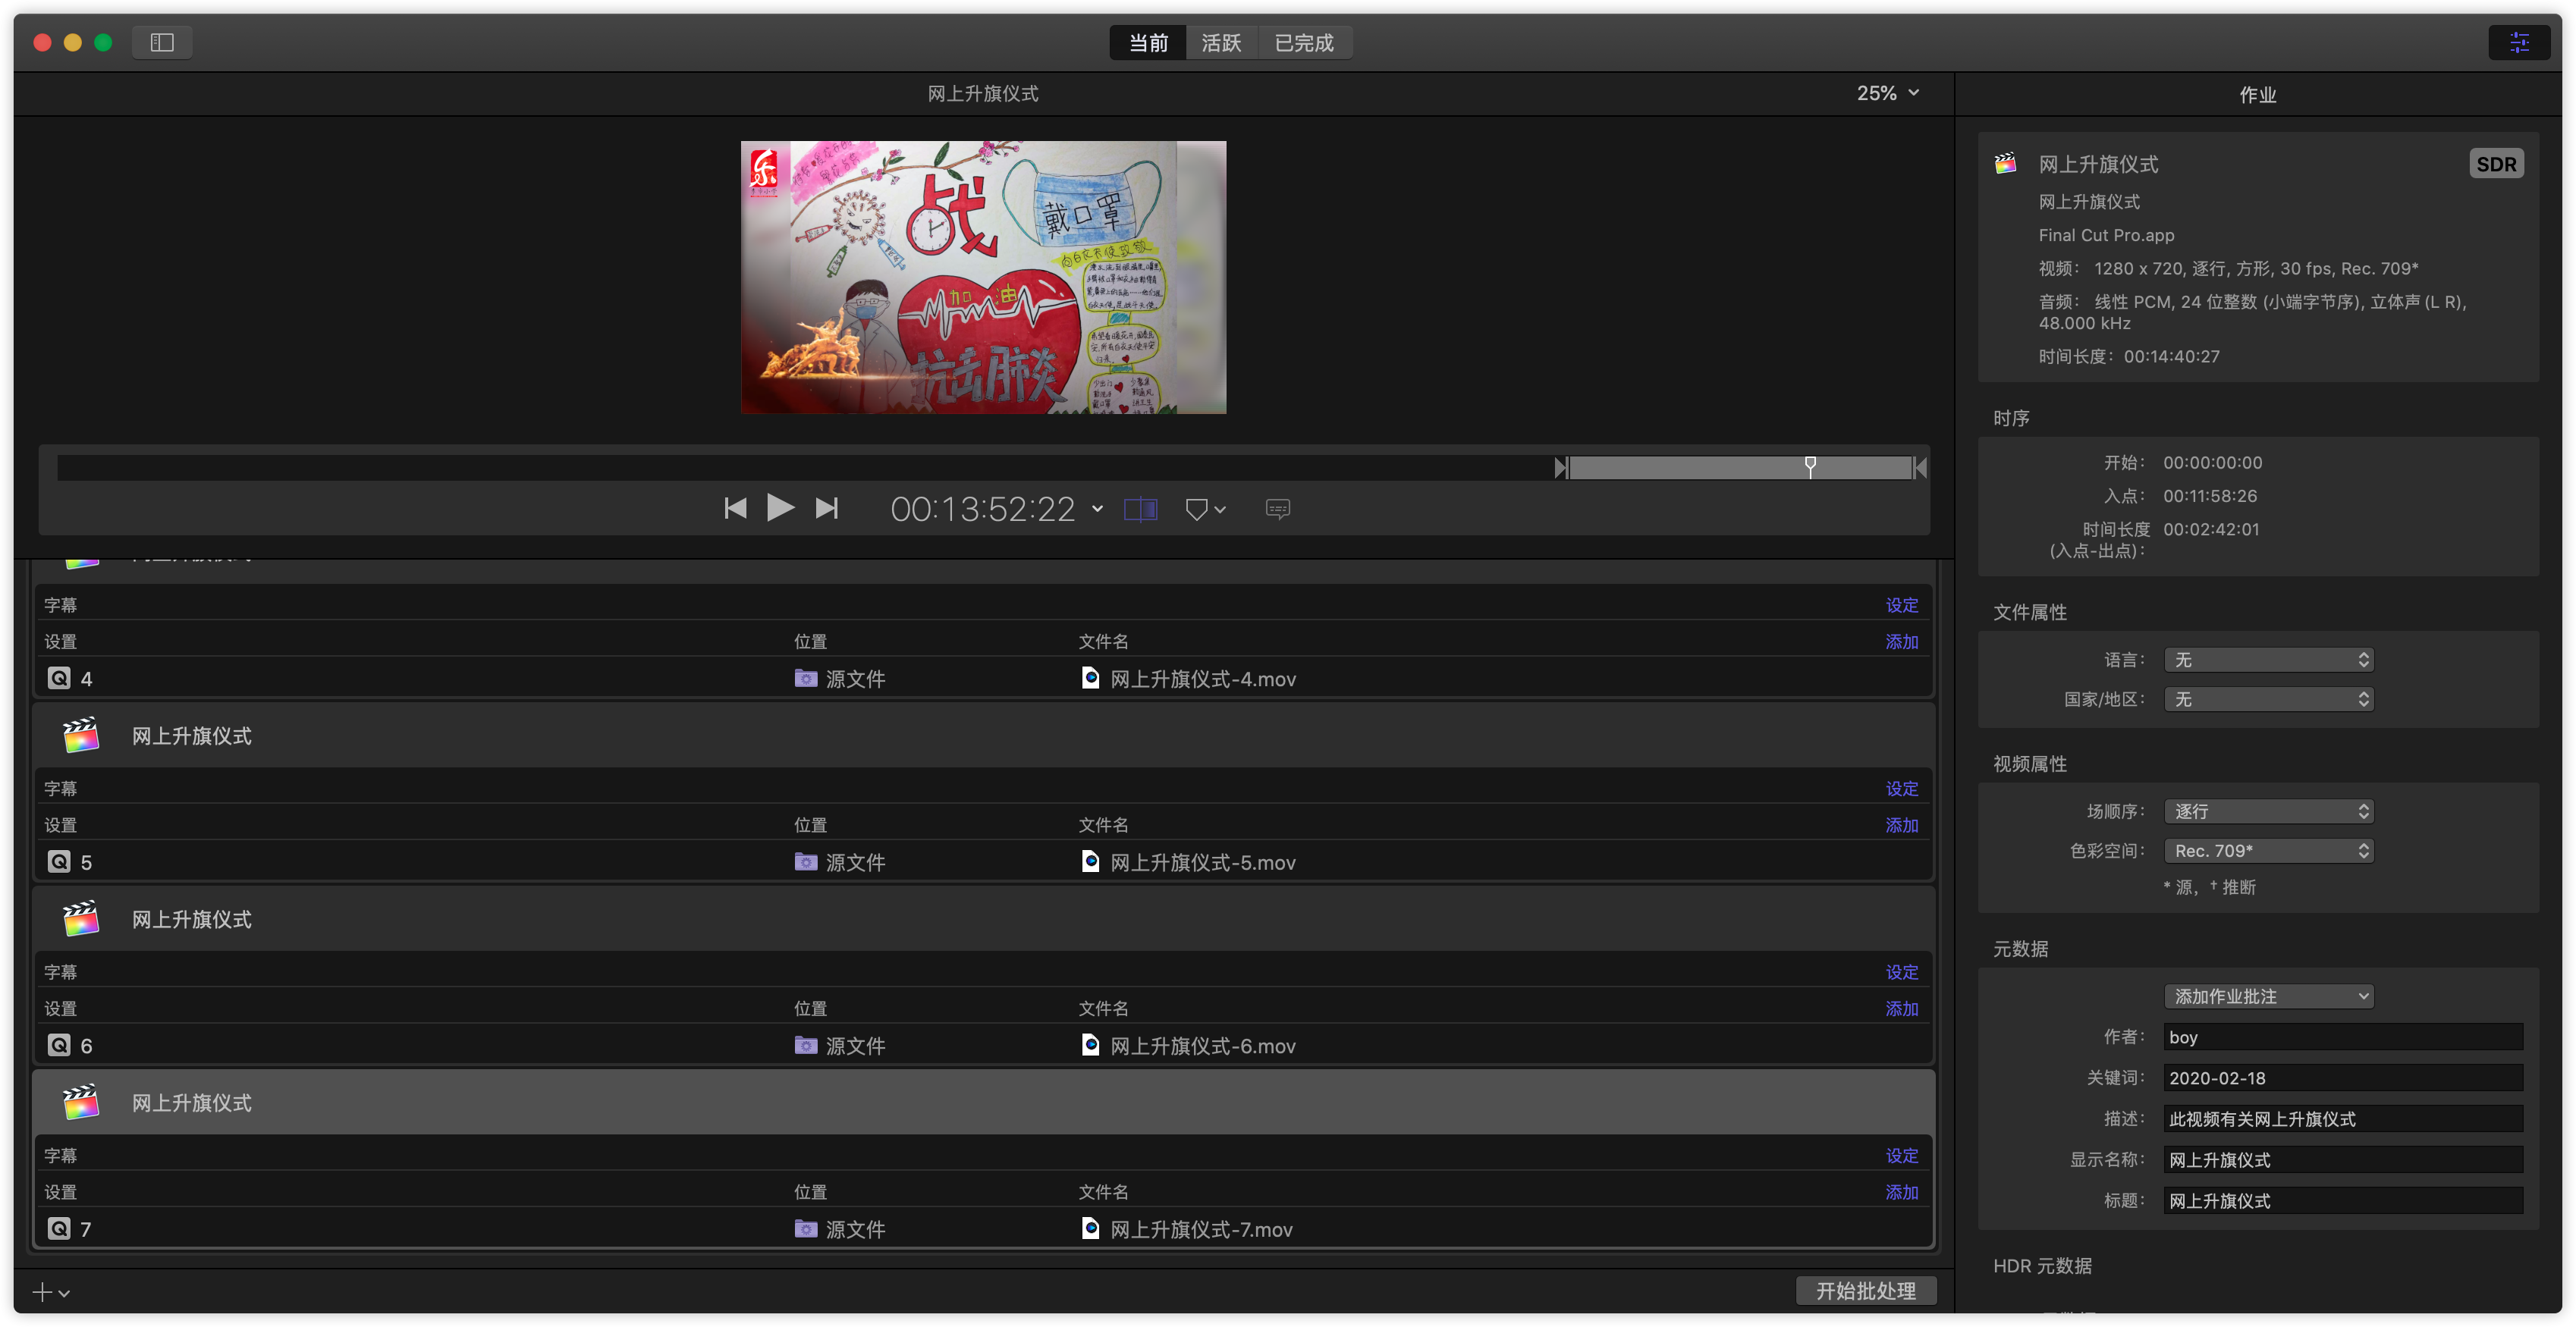 当前 活跃 已完成
网上升旗仪式 25%
作业
乐
战
戴口罩
向白衣天使致敬
加油
抗击肺炎
00:13:52:22
网上升旗仪式
字幕 设定
设置 位置 文件名 添加
4 源文件 网上升旗仪式-4.mov
网上升旗仪式
字幕 设定
设置 位置 文件名 添加
5 源文件 网上升旗仪式-5.mov
网上升旗仪式
字幕 设定
设置 位置 文件名 添加
6 源文件 网上升旗仪式-6.mov
网上升旗仪式
字幕 设定
设置 位置 文件名 添加
7 源文件 网上升旗仪式-7.mov
开始批处理
网上升旗仪式 SDR
网上升旗仪式
Final Cut Pro.app
视频： 1280 x 720, 逐行, 方形, 30 fps, Rec. 709*
音频： 线性 PCM, 24 位整数 (小端字节序), 立体声 (L R),
48.000 kHz
时间长度：00:14:40:27
时序
开始： 00:00:00:00
入点： 00:11:58:26
时间长度 00:02:42:01
(入点-出点)：
文件属性
语言： 无
国家/地区： 无
视频属性
场顺序： 逐行
色彩空间： Rec. 709*
* 源，† 推断
元数据
添加作业批注
作者： boy
关键词： 2020-02-18
描述： 此视频有关网上升旗仪式
显示名称： 网上升旗仪式
标题： 网上升旗仪式
HDR 元数据